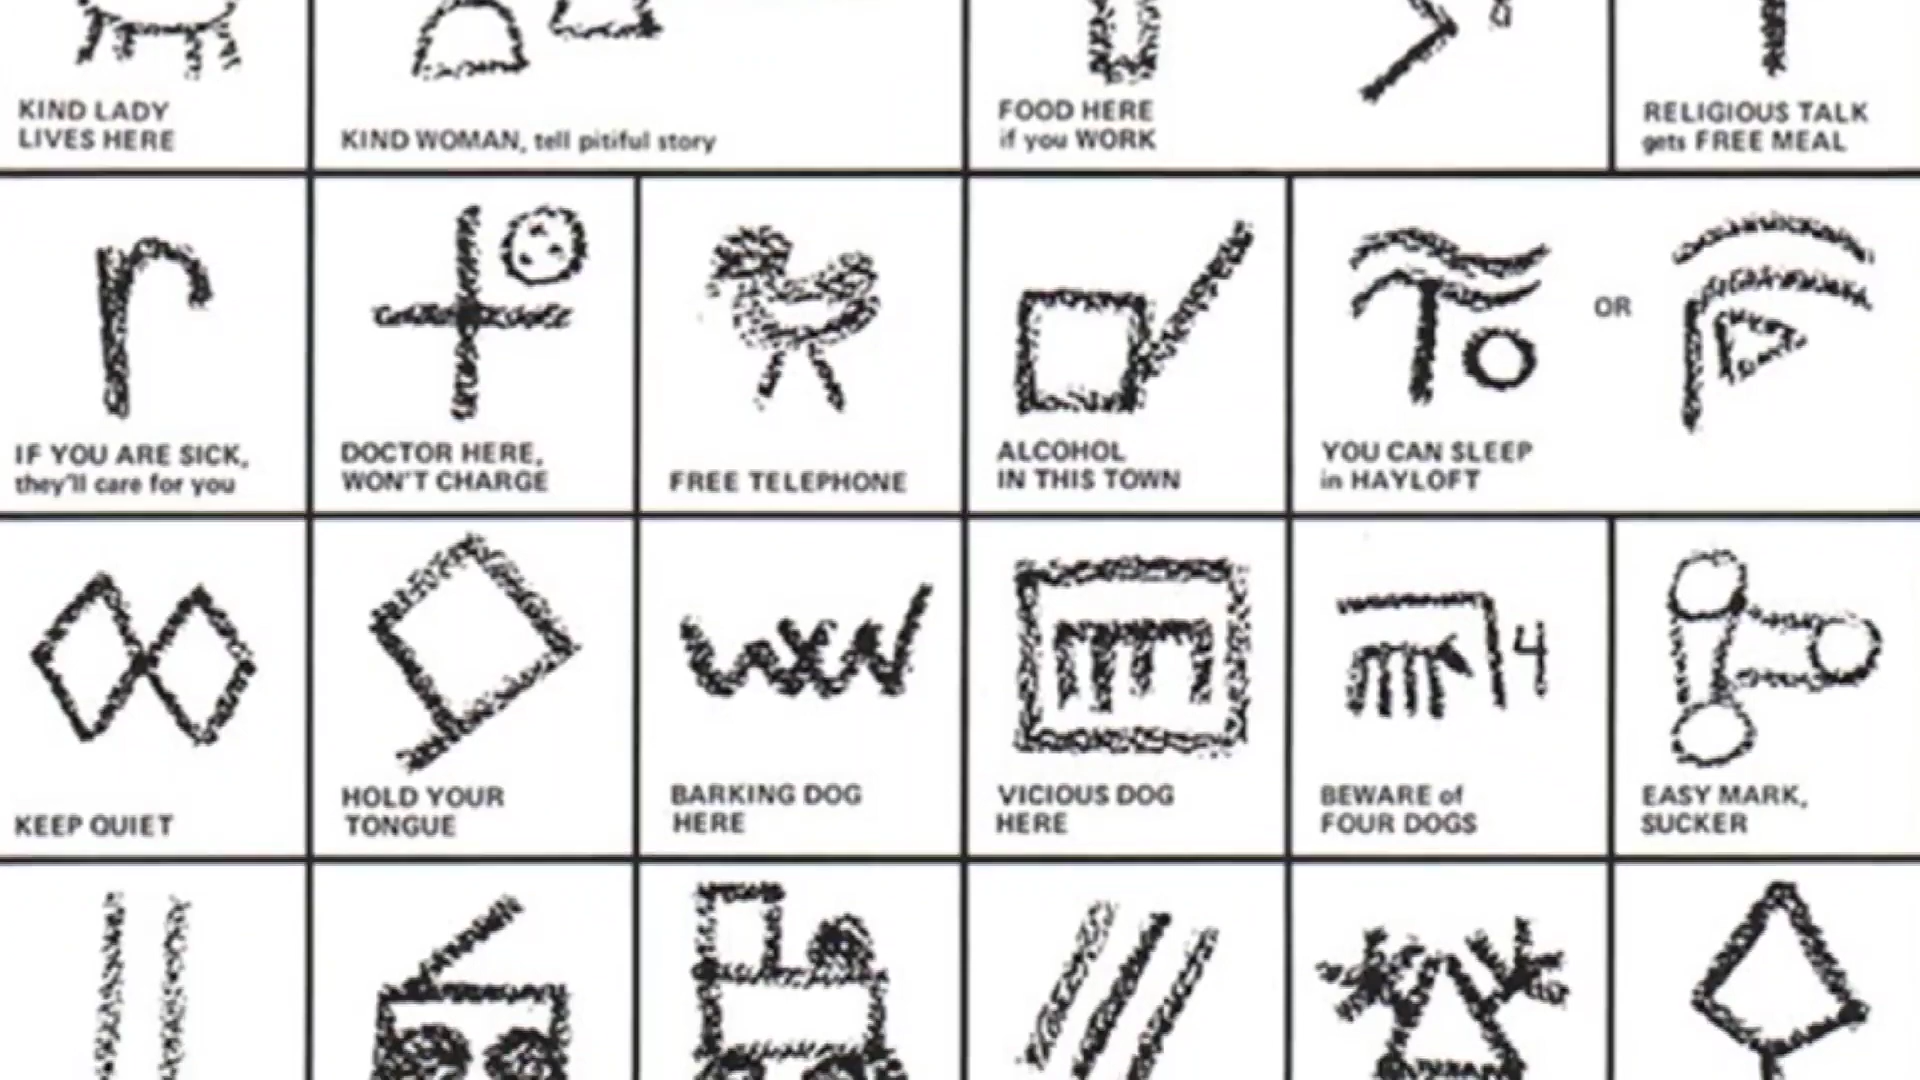 KIND LADY
LIVES HERE
KIND WOMAN, tell pitiful story
FOOD HERE
if you WORK
RELIGIOUS TALK
gets FREE MEAL
IF YOU ARE SICK,
they'll care for you
DOCTOR HERE,
WON'T CHARGE
FREE TELEPHONE
ALCOHOL
IN THIS TOWN
OR
YOU CAN SLEEP
in HAYLOFT
KEEP QUIET
HOLD YOUR
TONGUE
BARKING DOG
HERE
VICIOUS DOG
HERE
4
BEWARE of
FOUR DOGS
EASY MARK,
SUCKER